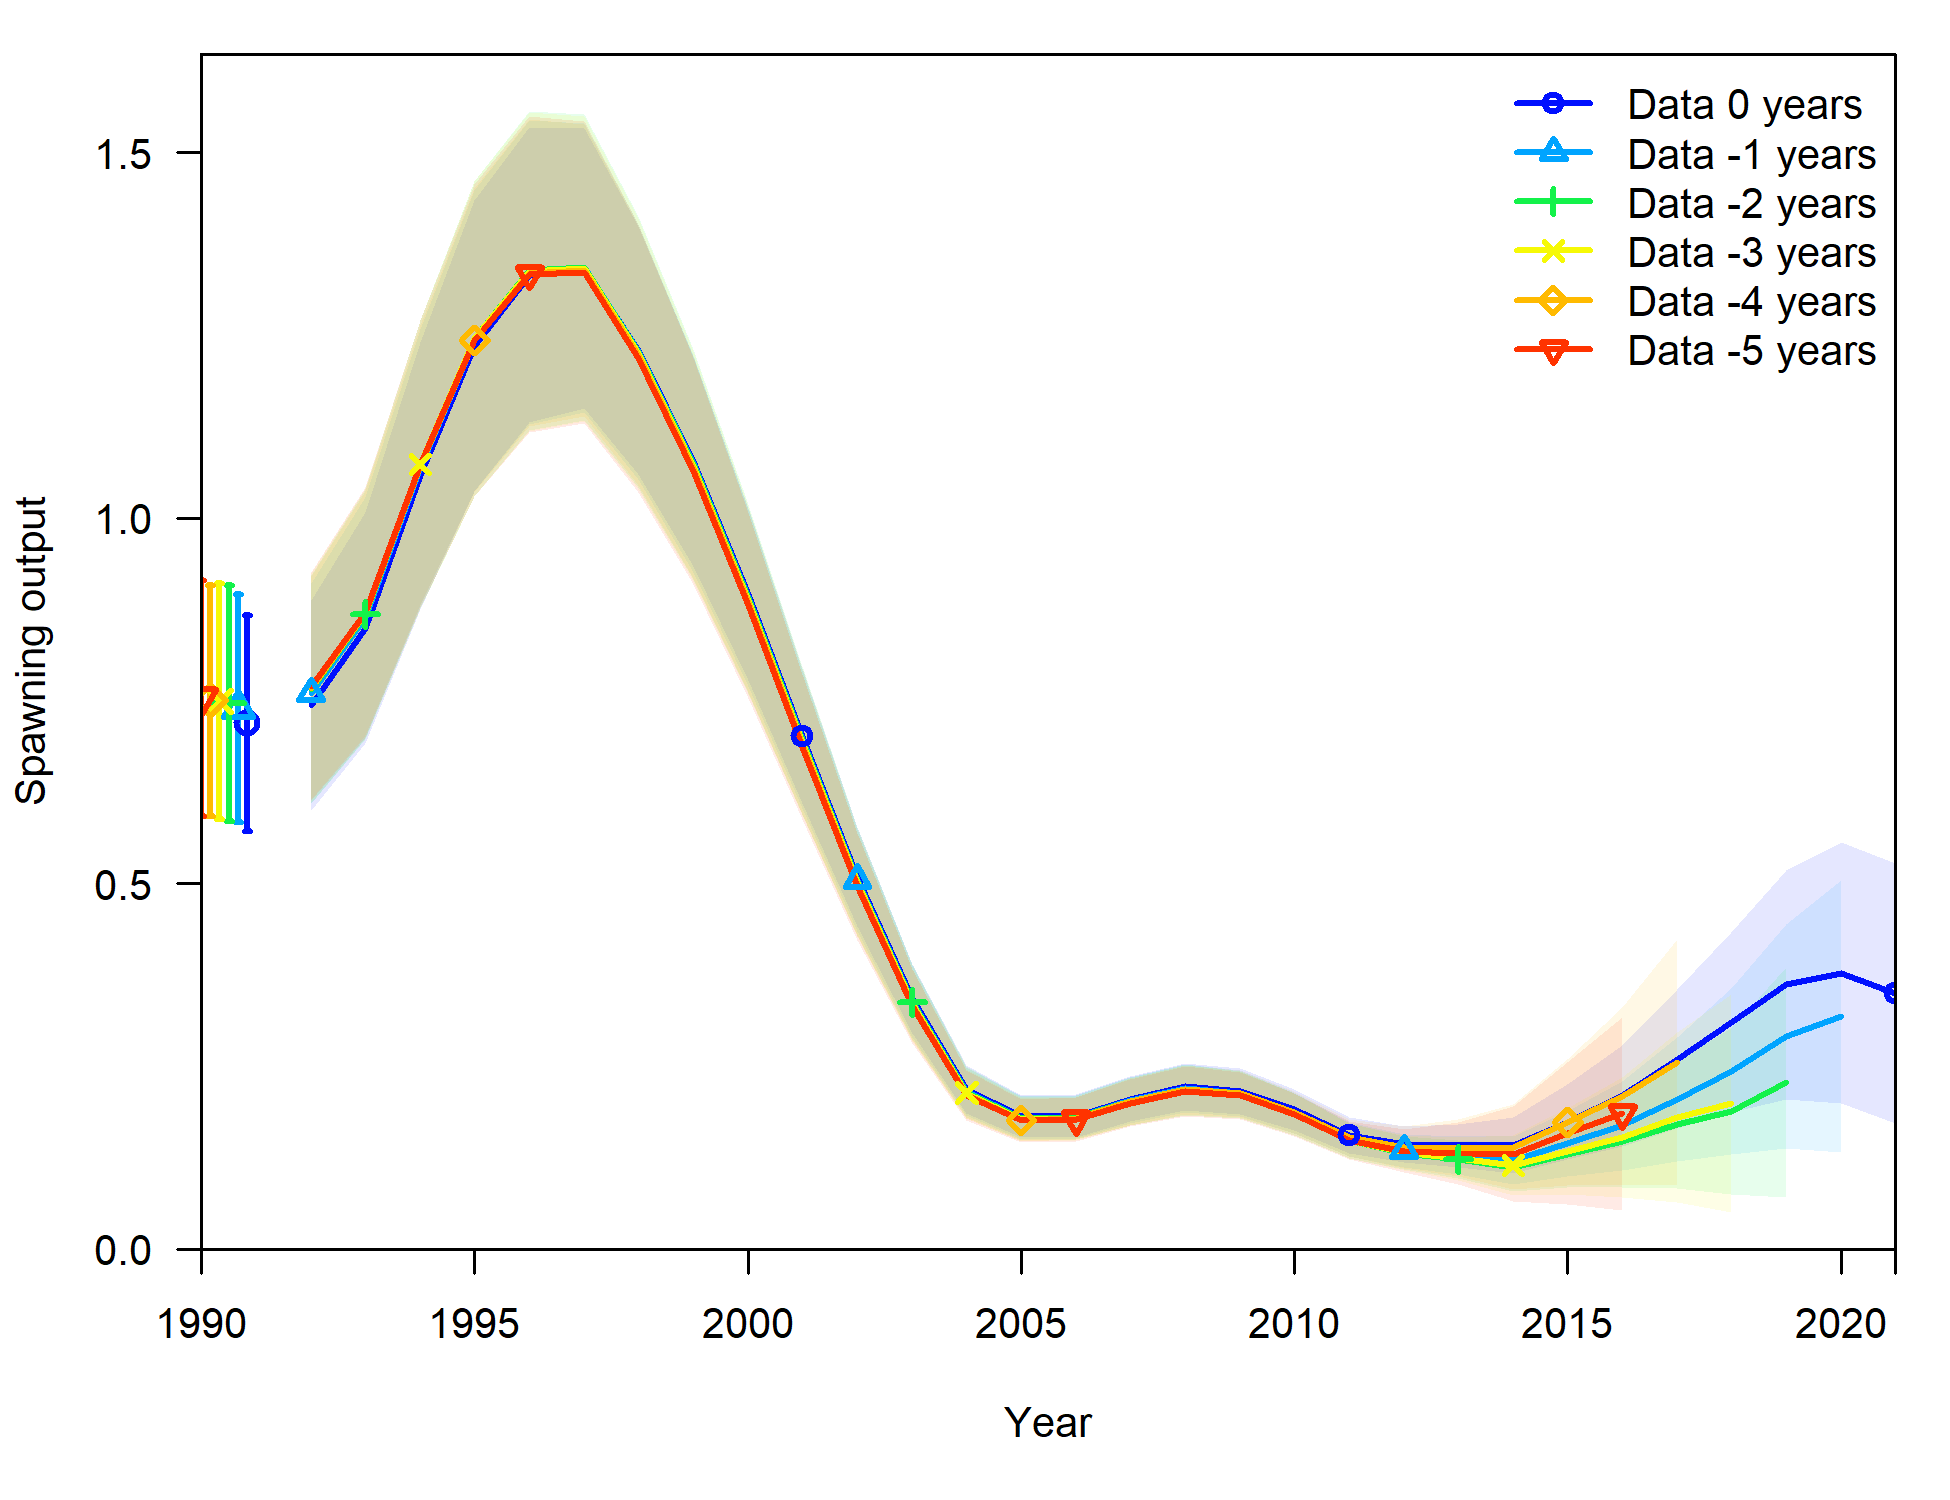 Data 0 years
Data -1 years
Data -2 years
Data -3 years
Data -4 years
Data -5 years
1.5
1.0
0.5
0.0
Spawning output
1990 1995 2000 2005 2010 2015 2020
Year